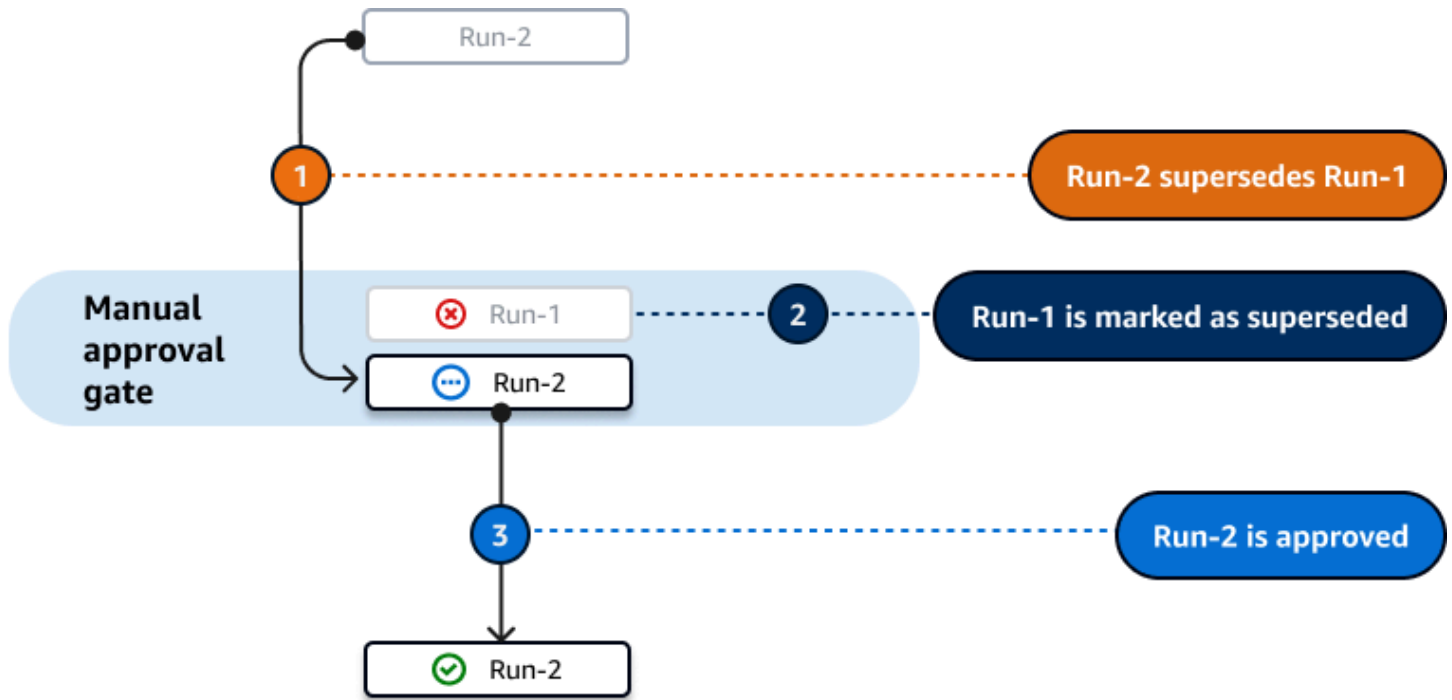 Run-2
1
Run-2 supersedes Run-1
Manual
approval
gate
Run-1
2
Run-1 is marked as superseded
Run-2
3
Run-2 is approved
Run-2